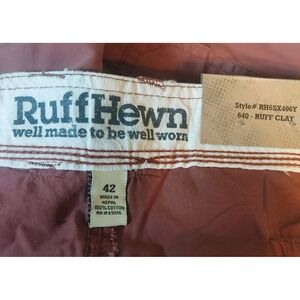 RuffHewn
well made to be well worn
Style# RH6SX406Y
640 - RUFF CLAY
42
MADE IN
NEPAL
100% COTTON